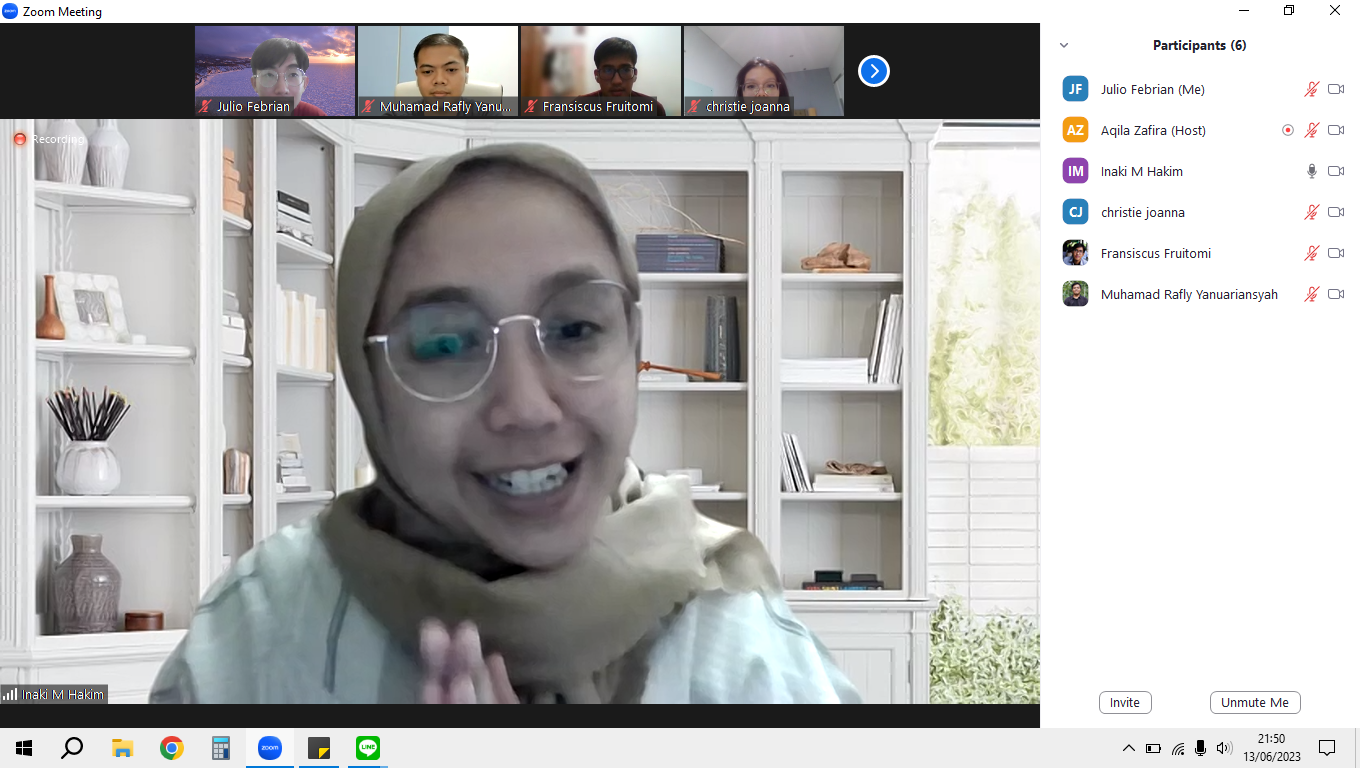 Zoom Meeting
Julio Febrian
Muhamad Rafly Yanu...
Fransiscus Fruitomi
christie joanna
Recording
Inaki M Hakim
Participants (6)
JF Julio Febrian (Me)
AZ Aqila Zafira (Host)
IM Inaki M Hakim
CJ christie joanna
Fransiscus Fruitomi
Muhamad Rafly Yanuariansyah
Invite
Unmute Me
zoom
LINE
21:50
13/06/2023